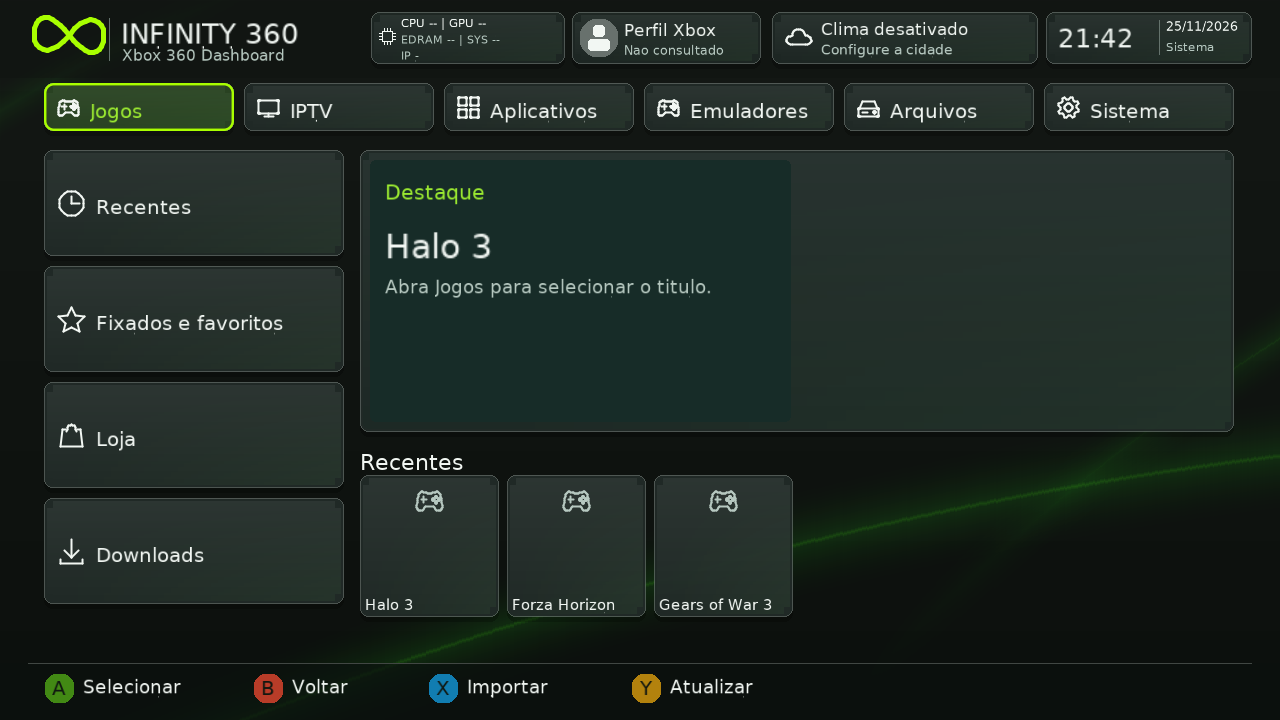 INFINITY 360
Xbox 360 Dashboard
CPU -- | GPU --
EDRAM -- | SYS --
IP -
Perfil Xbox
Nao consultado
Clima desativado
Configure a cidade
21:42
25/11/2026
Sistema
Jogos
IPTV
Aplicativos
Emuladores
Arquivos
Sistema
Recentes
Fixados e favoritos
Loja
Downloads
Destaque
Halo 3
Abra Jogos para selecionar o titulo.
Recentes
Halo 3
Forza Horizon
Gears of War 3
A Selecionar
B Voltar
X Importar
Y Atualizar